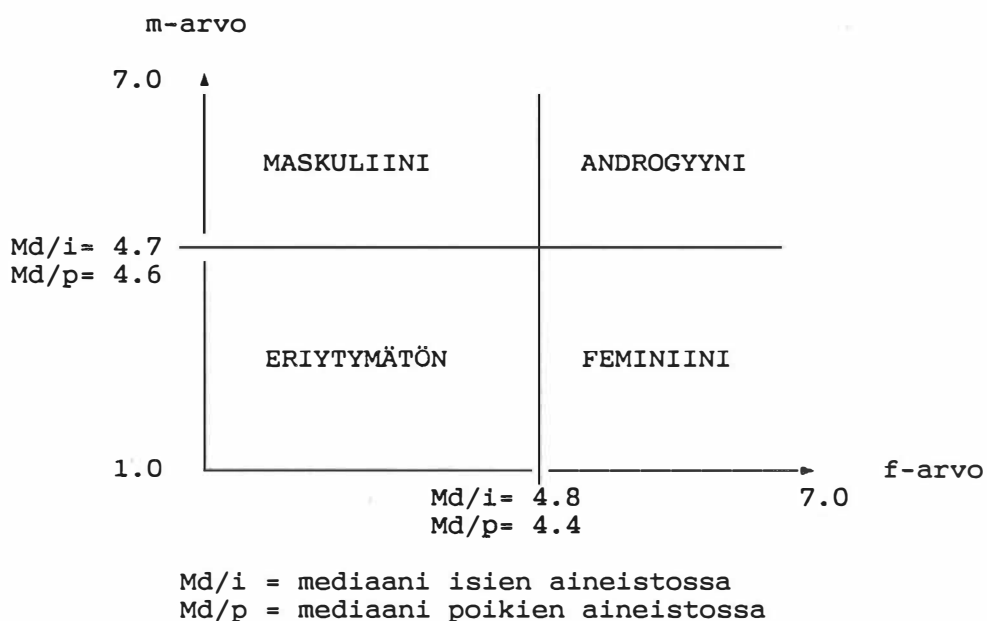 m-arvo
7.0
MASKULIINI ANDROGYYNI
Md/i= 4.7
Md/p= 4.6
ERIYTYMÄTÖN FEMINIINI
1.0 f-arvo
Md/i= 4.8 7.0
Md/p= 4.4
Md/i = mediaani isien aineistossa
Md/p = mediaani poikien aineistossa